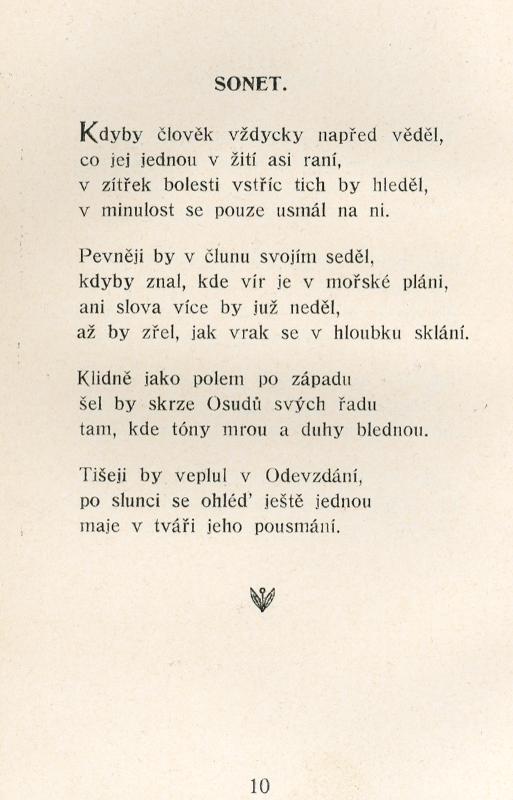 SONET.
Kdyby člověk vždycky napřed věděl,
co jej jednou v žití asi raní,
v zítřek bolesti vstříc tich by hleděl,
v minulost se pouze usmál na ni.
Pevněji by v člunu svojím seděl,
kdyby znal, kde vír je v mořské pláni,
ani slova více by již neděl,
až by zřel, jak vrak se v hloubku sklání.
Klidně jako polem po západu
šel by skrze Osudů svých řadu
tam, kde tóny mrou a duhy blednou.
Tišeji by veplul v Odevzdání,
po slunci se ohléd' ještě jednou
maje v tváři jeho pousmání.
10